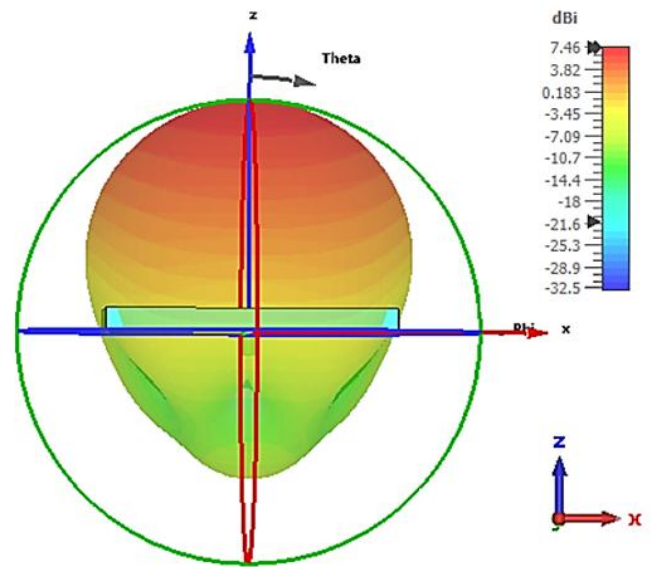 z
Theta
dBi
7.46
3.82
0.183
-3.45
-7.09
-10.7
-14.4
-18
-21.6
-25.3
-28.9
-32.5
Phi
x
z
x